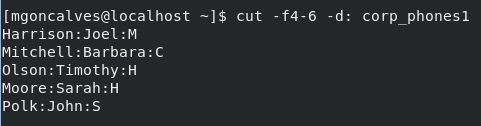 [mgoncalves@localhost ~]$ cut -f4-6 -d: corp_phones1
Harrison:Joel:M
Mitchell:Barbara:C
Olson:Timothy:H
Moore:Sarah:H
Polk:John:S